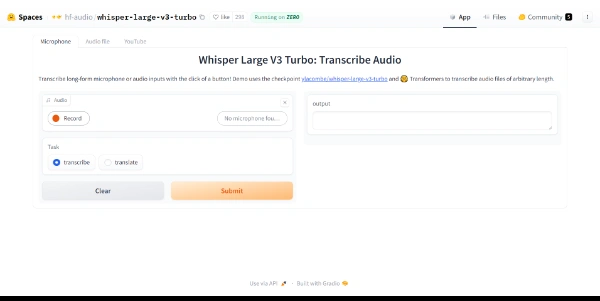 Spaces hf-audio/whisper-large-v3-turbo like 298 Running on ZERO App Files Community 5
Microphone Audio file YouTube
Whisper Large V3 Turbo: Transcribe Audio
Transcribe long-form microphone or audio inputs with the click of a button! Demo uses the checkpoint ylacombe/whisper-large-v3-turbo and 🤗 Transformers to transcribe audio files of arbitrary length.
Audio
Record No microphone fou...
Task
transcribe translate
Clear Submit
output
Use via API · Built with Gradio